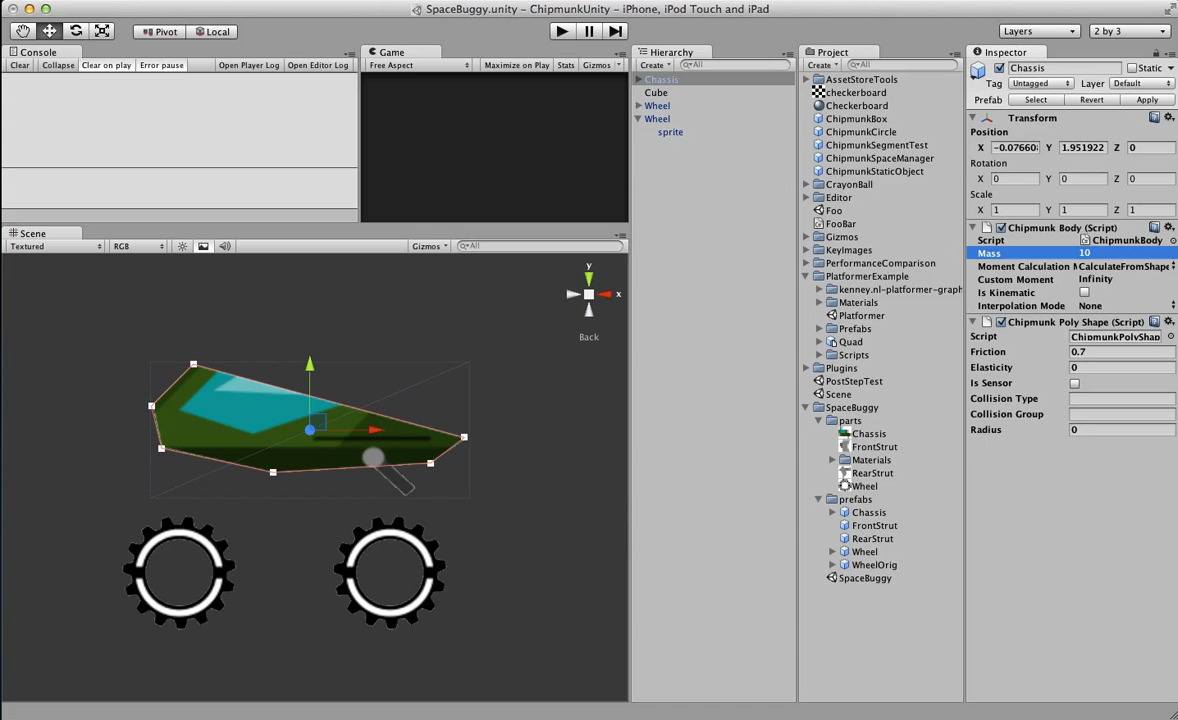 SpaceBuggy.unity – ChipmunkUnity – iPhone, iPod Touch and iPad
Pivot
Local
Layers
2 by 3
Console
Clear
Collapse
Clear on play
Error pause
Open Player Log
Open Editor Log
Game
Free Aspect
Maximize on Play
Stats
Gizmos
Scene
Textured
RGB
Gizmos
All
y
x
Back
Hierarchy
Create
All
Chassis
Cube
Wheel
Wheel
sprite
Project
Create
All
AssetStoreTools
checkerboard
Checkerboard
ChipmunkBox
ChipmunkCircle
ChipmunkSegmentTest
ChipmunkSpaceManager
ChipmunkStaticObject
CrayonBall
Editor
Foo
FooBar
Gizmos
KeyImages
PerformanceComparison
PlatformerExample
kenney.nl-platformer-graph
Materials
Platformer
Prefabs
Quad
Scripts
Plugins
PostStepTest
Scene
SpaceBuggy
parts
Chassis
FrontStrut
Materials
RearStrut
Wheel
prefabs
Chassis
FrontStrut
RearStrut
Wheel
WheelOrig
SpaceBuggy
Inspector
Chassis
Static
Tag Untagged Layer Default
Prefab Select Revert Apply
Transform
Position
X -0.07660 Y 1.951922 Z 0
Rotation
X 0 Y 0 Z 0
Scale
X 1 Y 1 Z 1
Chipmunk Body (Script)
Script ChipmunkBody
Mass 10
Moment Calculation M CalculateFromShape
Custom Moment Infinity
Is Kinematic
Interpolation Mode None
Chipmunk Poly Shape (Script)
Script ChipmunkPolyShap
Friction 0.7
Elasticity 0
Is Sensor
Collision Type
Collision Group
Radius 0